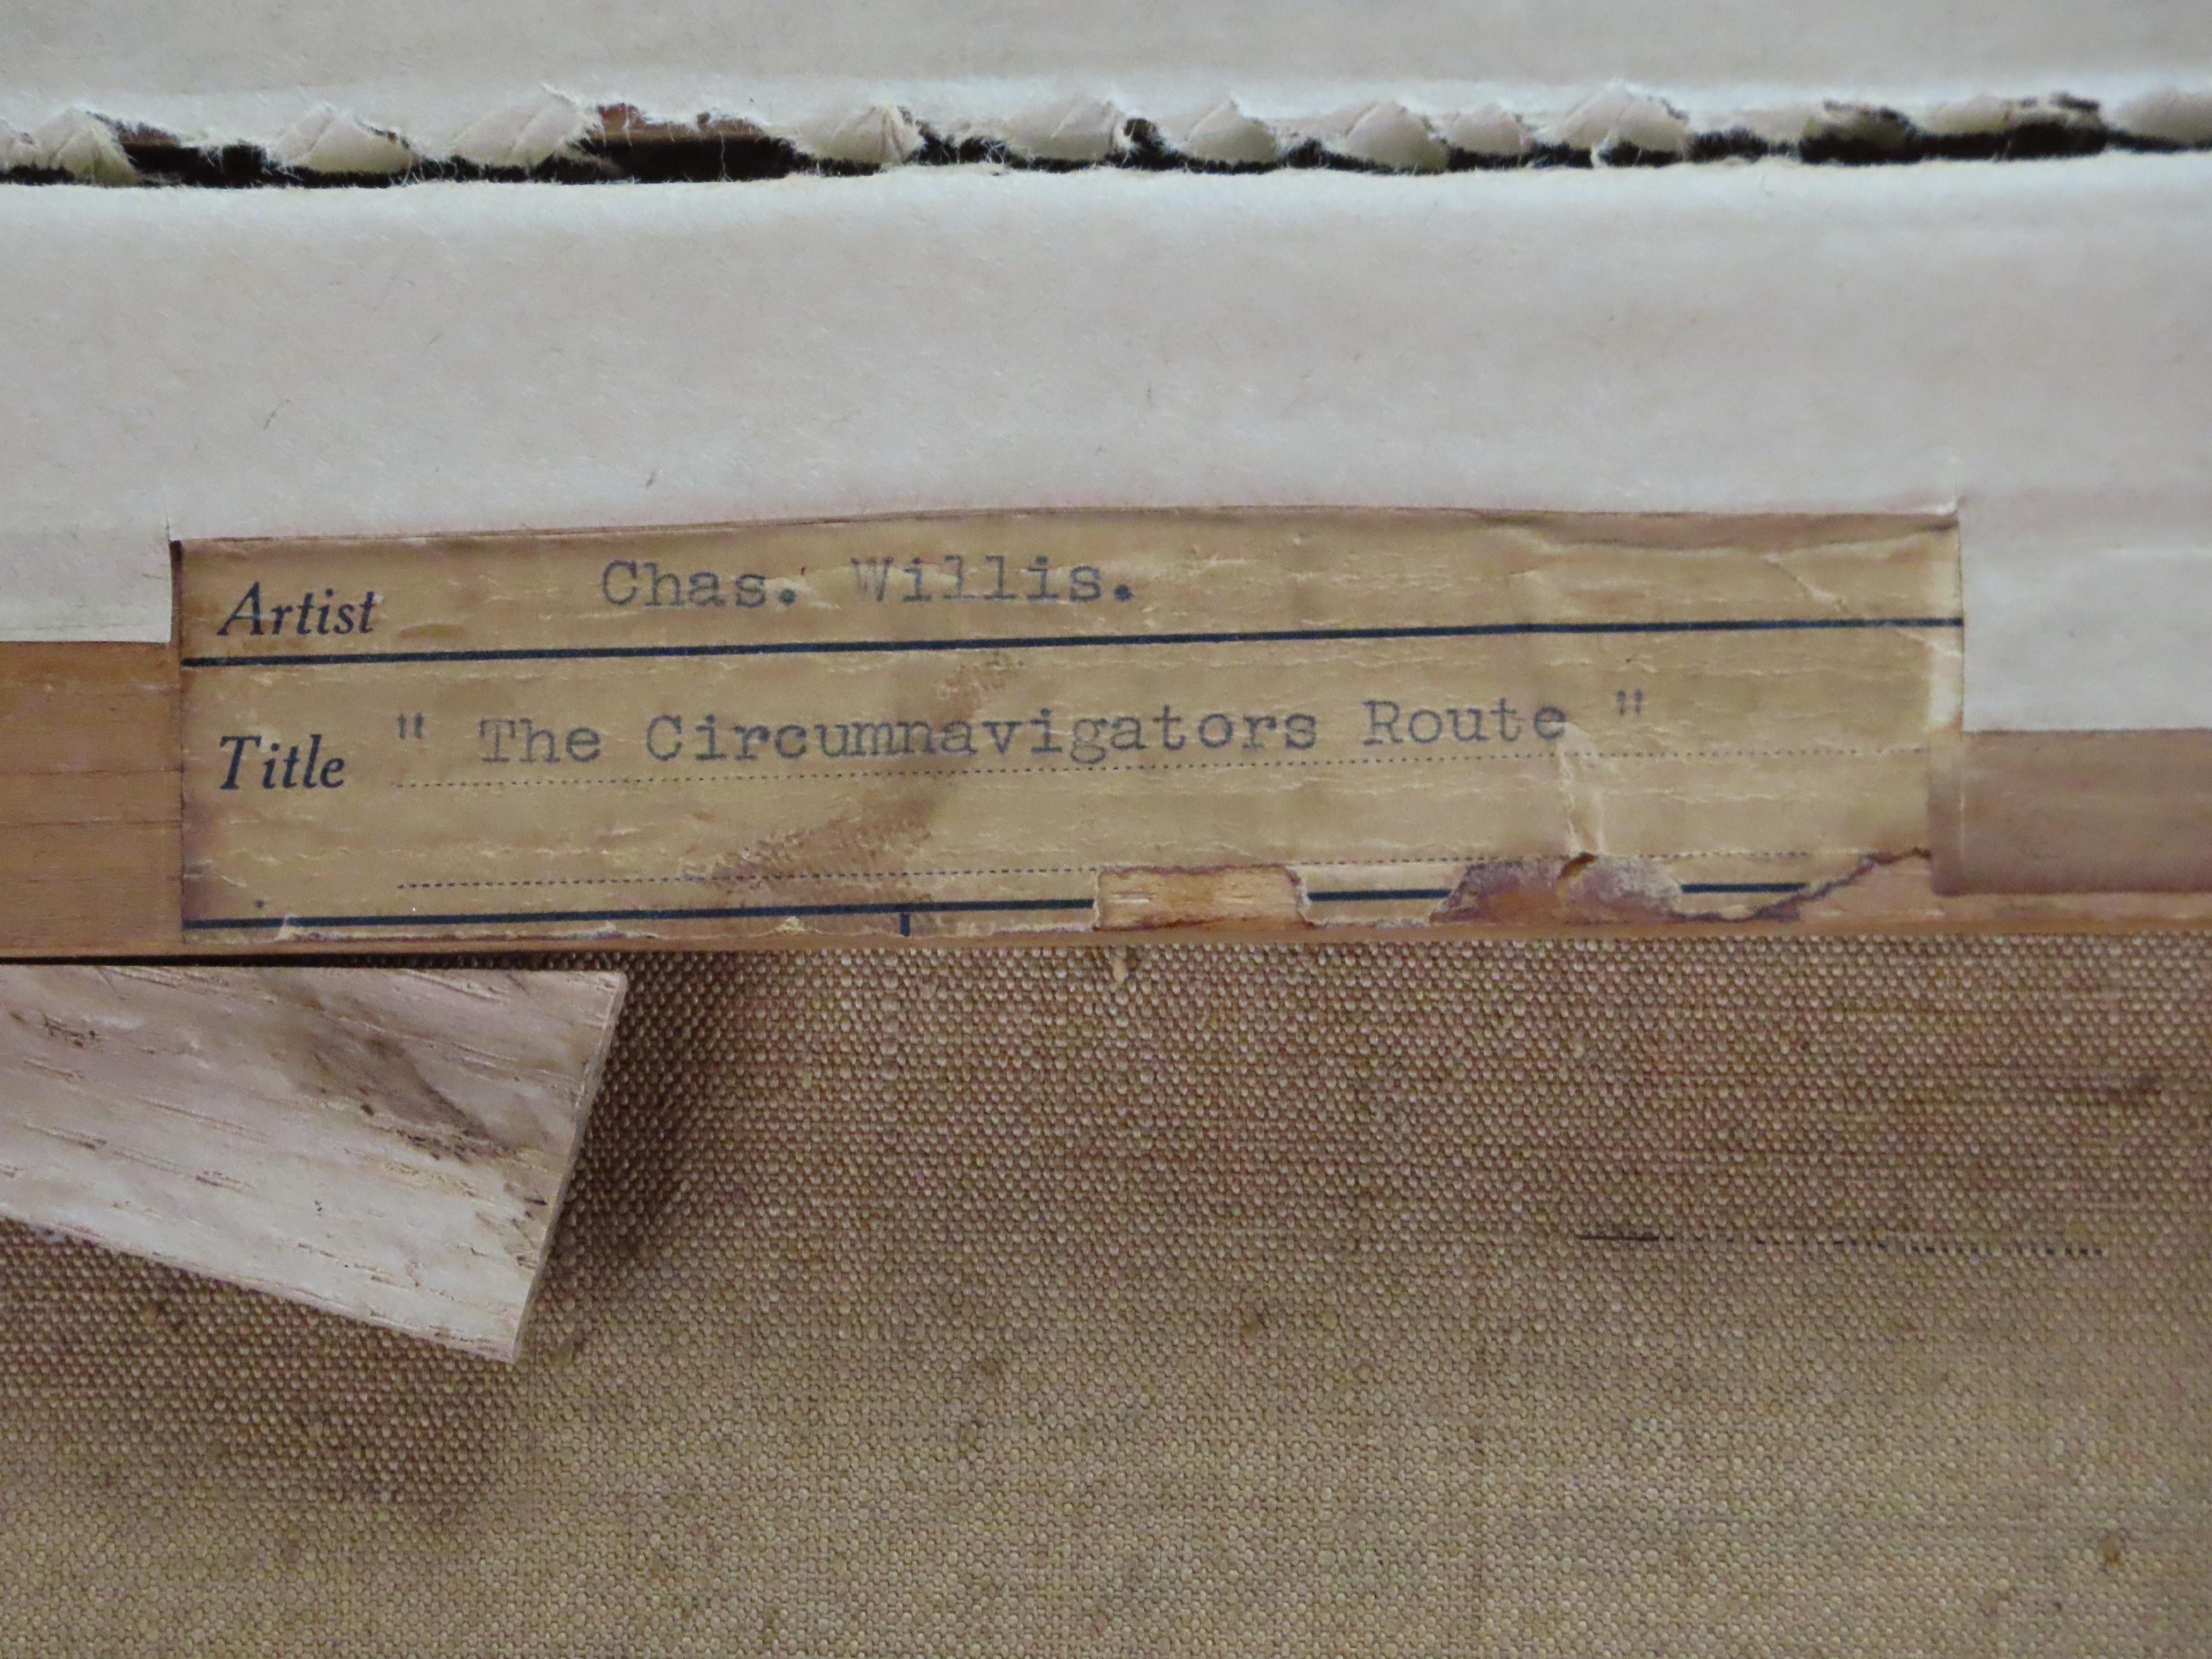 Artist Chas. Willis.
Title " The Circumnavigators Route "